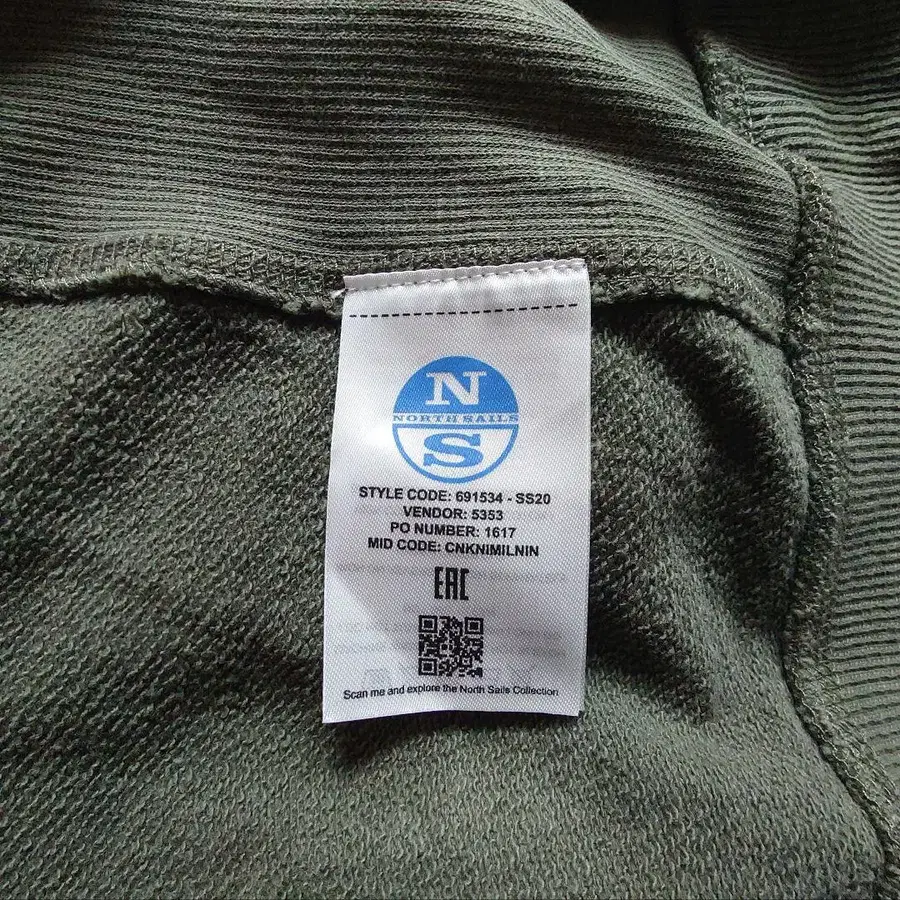 N
NORTH SAILS
S
STYLE CODE: 691534 - SS20
VENDOR: 5353
PO NUMBER: 1617
MID CODE: CNKNIMILNIN
EAC
Scan me and explore the North Sails Collection